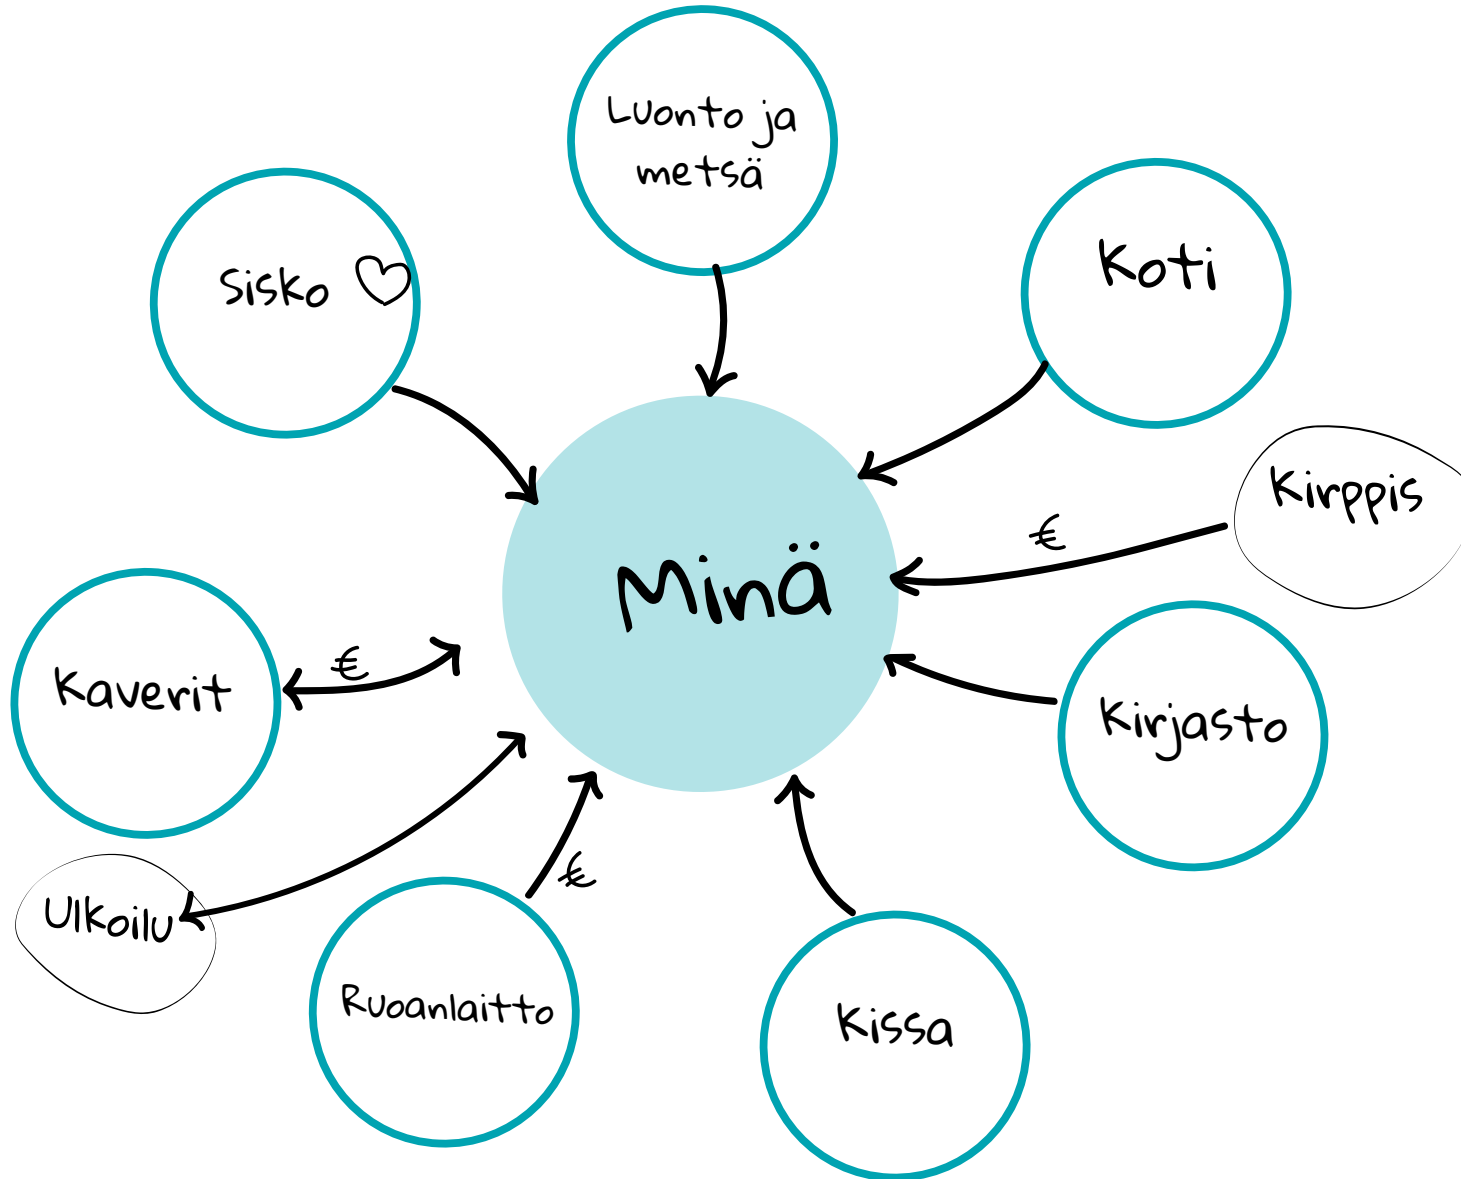 Luonto ja
metsä
Sisko
Koti
Kirppis
€
Minä
Kaverit
€
Kirjasto
Ulkoilu
€
Ruoanlaitto
Kissa